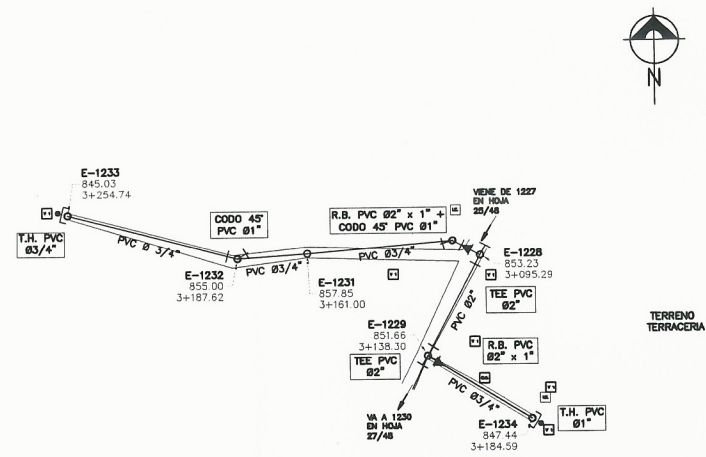 N
E-1233
845.03
3+254.74
T.H. PVC
Ø3/4"
PVC Ø 3/4"
CODO 45°
PVC Ø1"
E-1232
855.00
3+187.62
PVC Ø3/4"
E-1231
857.85
3+161.00
R.B. PVC Ø2" x 1" +
CODO 45° PVC Ø1"
PVC Ø3/4"
VIENE DE 1227
EN HOJA
25/48
E-1228
853.23
3+095.29
TEE PVC
Ø2"
PVC Ø2"
E-1229
851.66
3+138.30
TEE PVC
Ø2"
R.B. PVC
Ø2" x 1"
PVC Ø3/4"
VA A 1230
EN HOJA
27/48
E-1234
847.44
3+184.59
T.H. PVC
Ø1"
TERRENO
TERRACERIA